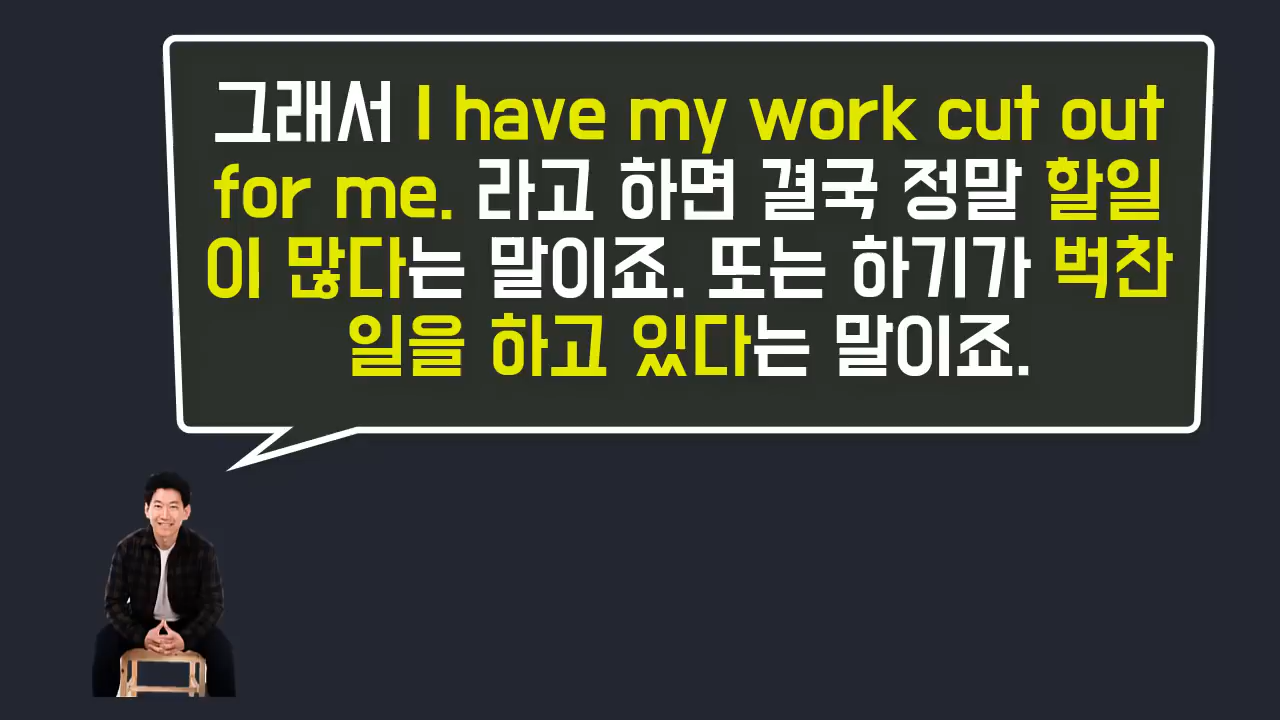 그래서 I have my work cut out
for me. 라고 하면 결국 정말 할일
이 많다는 말이죠. 또는 하기가 벅찬
일을 하고 있다는 말이죠.